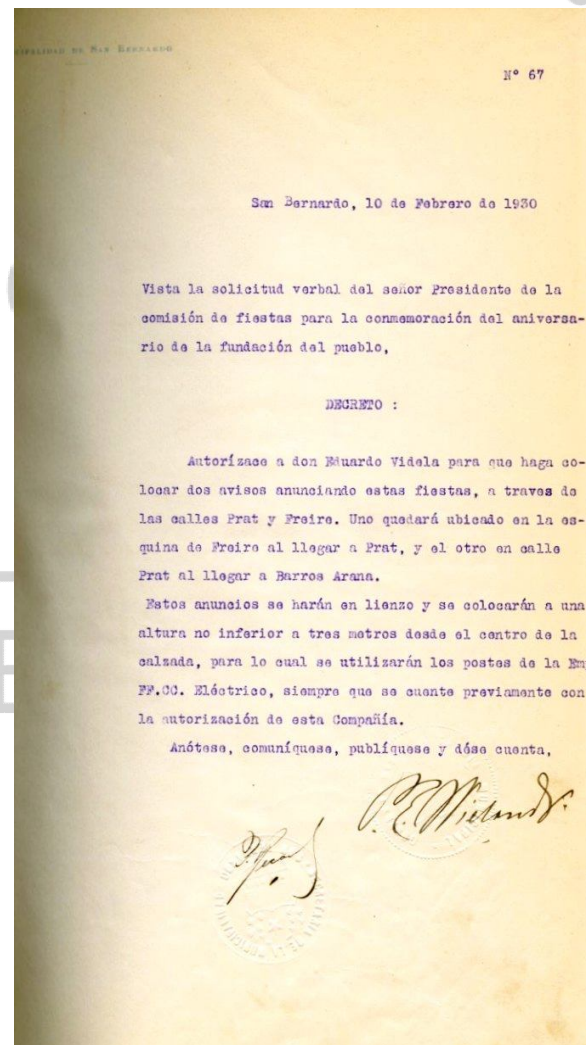 Nº 67
San Bernardo, 10 de Febrero de 1930
Vista la solicitud verbal del señor Presidente de la
comisión de fiestas para la conmemoración del aniversa-
rio de la fundación del pueblo,
DECRETO :
Autorízace a don Eduardo Videla para que haga co-
locar dos avisos anunciando estas fiestas, a traves de
las calles Prat y Freire. Uno quedará ubicado en la es-
quina de Freire al llegar a Prat, y el otro en calle
Prat al llegar a Barros Arana.
Estos anuncios se harán en lienzo y se colocarán a una
altura no inferior a tres metros desde el centro de la
calzada, para lo cual se utilizarán los postes de la Em
FF.CC. Eléctrico, siempre que se cuente previamente con
la autorización de esta Compañía.
Anótese, comuníquese, publíquese y dése cuenta,